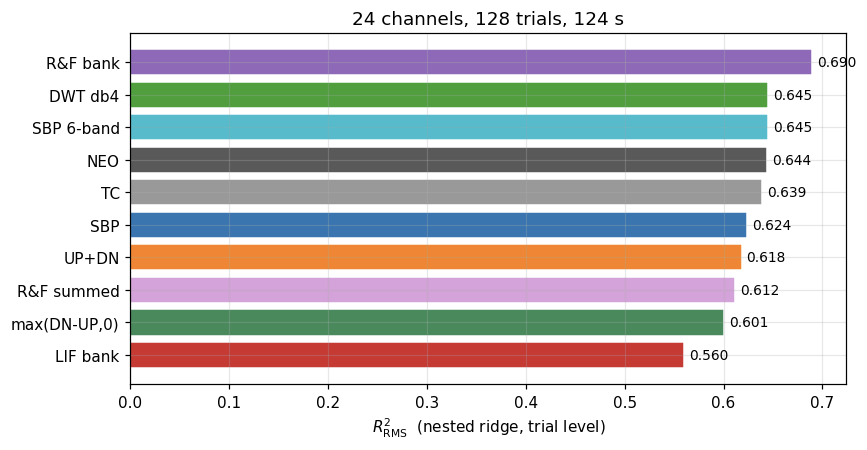 24 channels, 128 trials, 124 s
R&F bank 0.690
DWT db4 0.645
SBP 6-band 0.645
NEO 0.644
TC 0.639
SBP 0.624
UP+DN 0.618
R&F summed 0.612
max(DN-UP,0) 0.601
LIF bank 0.560
0.0 0.1 0.2 0.3 0.4 0.5 0.6 0.7
R²_RMS (nested ridge, trial level)